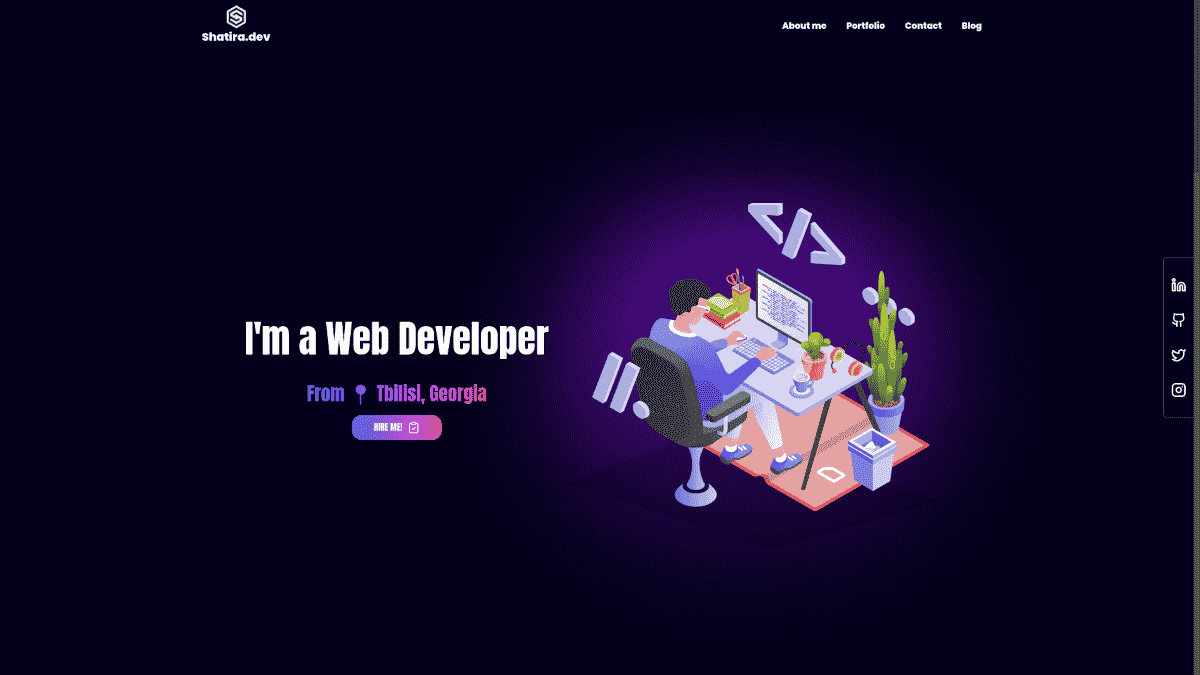 Shatira.dev
About me Portfolio Contact Blog
I'm a Web Developer
From Tbilisi, Georgia
HIRE ME!